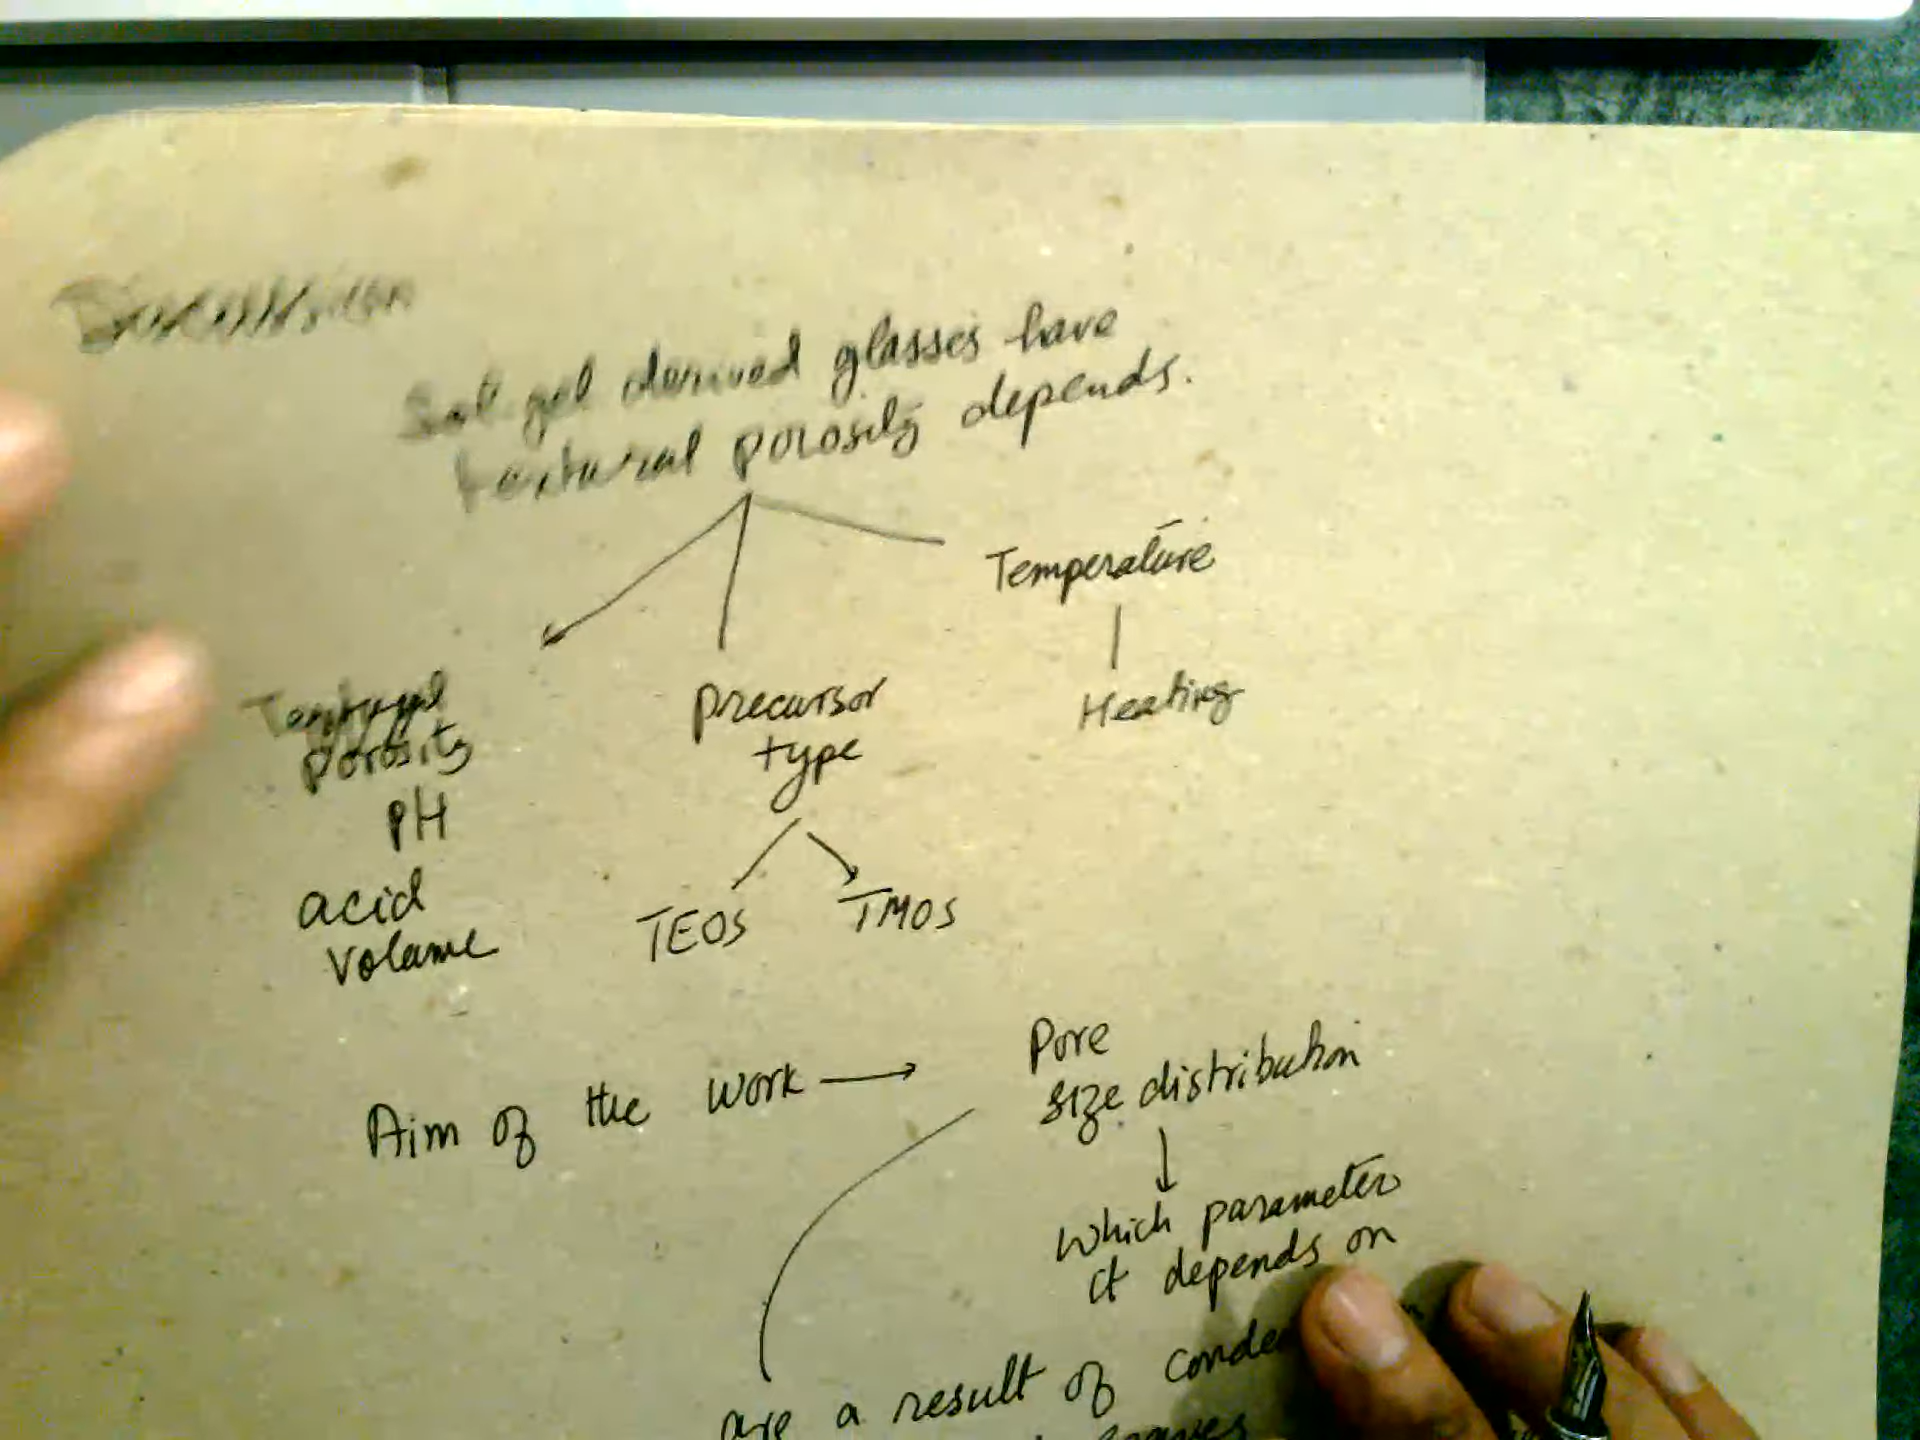 Discussion
Sol-gel derived glasses have
textural porosity depends.
Temperature
Heating
porosity
pH
acid
volume
precursor
type
TEOS
TMOS
Aim of the work →
Pore
size distribution
which parameter
it depends on
are a result of